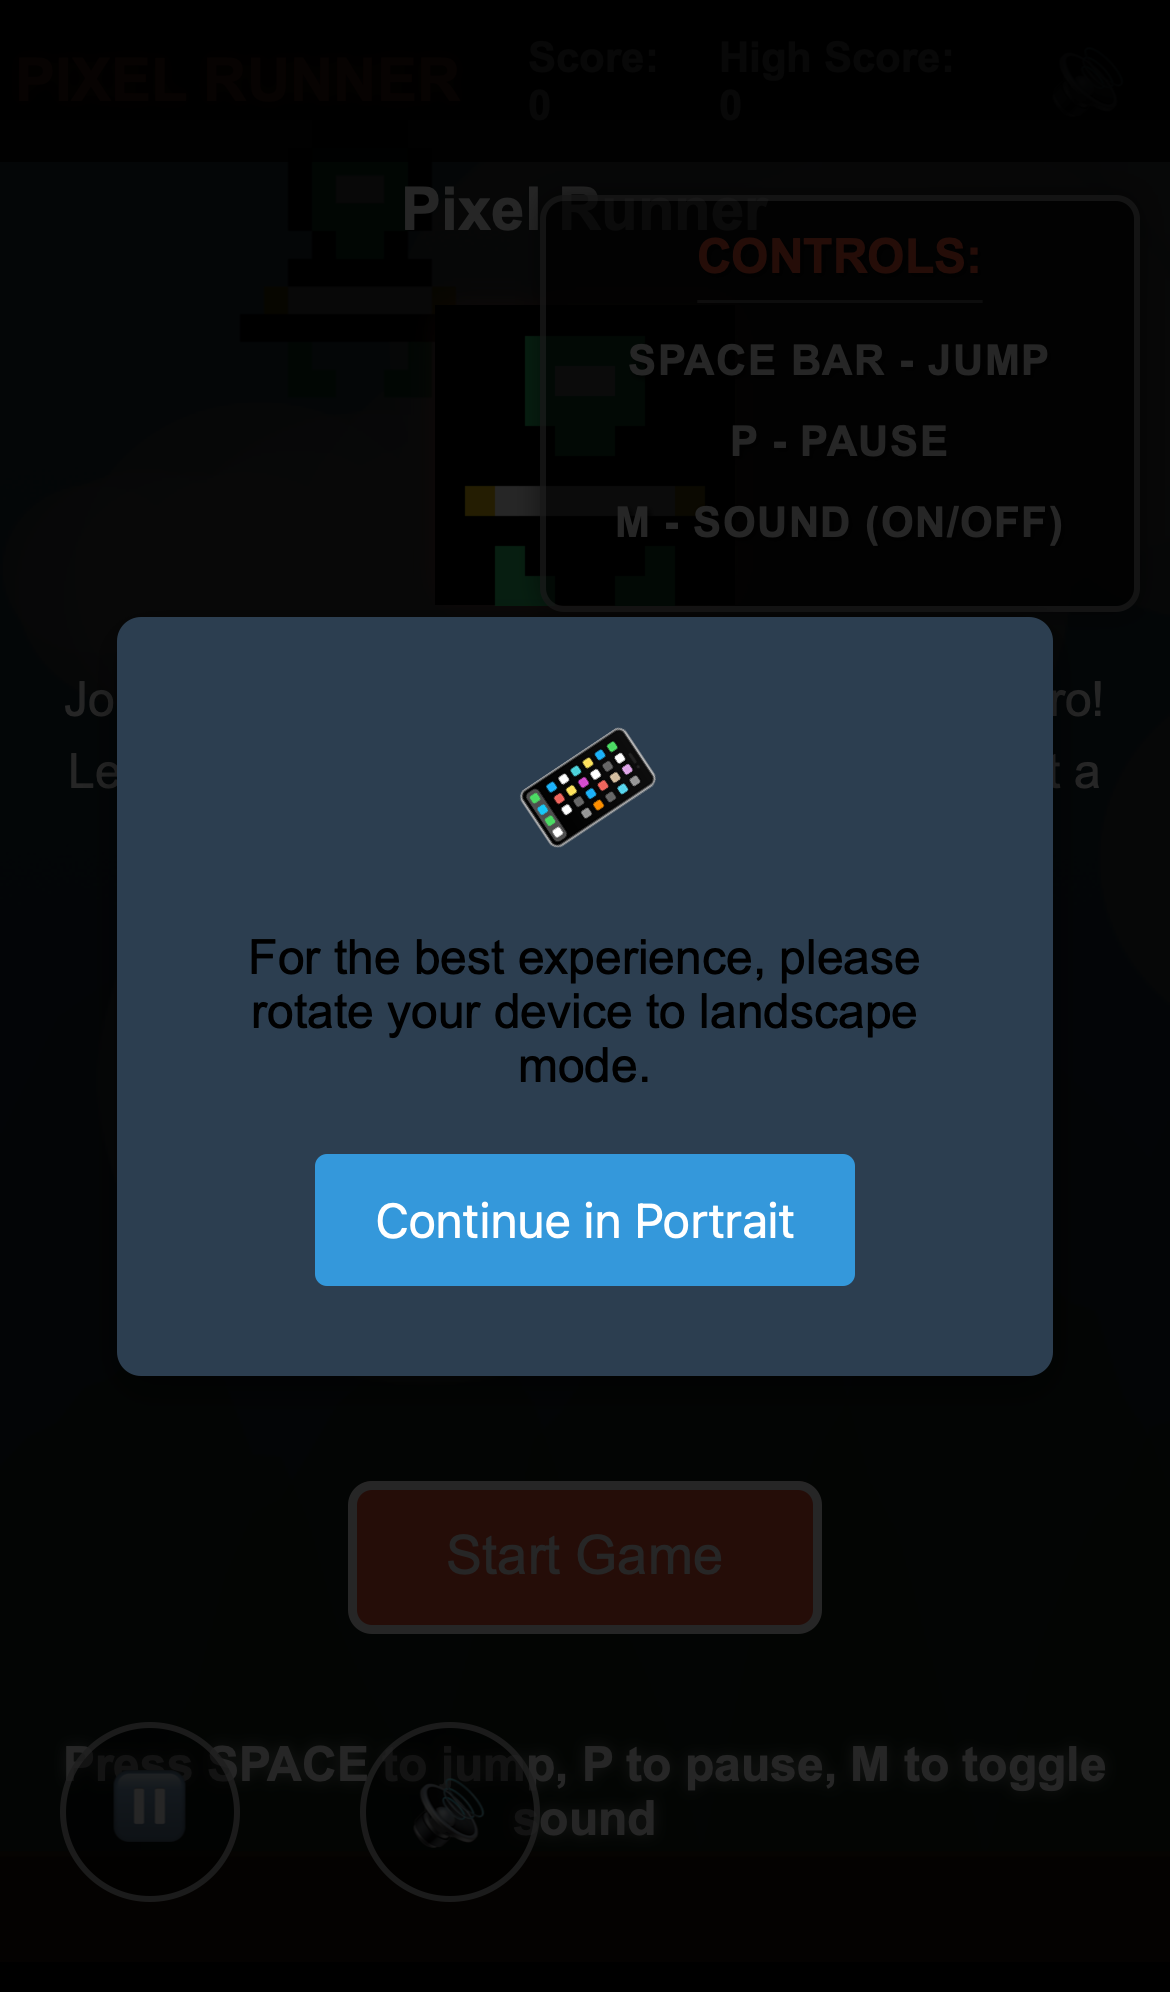 PIXEL RUNNER
Score:
0
High Score:
0
Pixel Runner
CONTROLS:
SPACE BAR - JUMP
P - PAUSE
M - SOUND (ON/OFF)
Jo ro!
Le t a
For the best experience, please
rotate your device to landscape
mode.
Continue in Portrait
Start Game
Press SPACE to jump, P to pause, M to toggle
sound